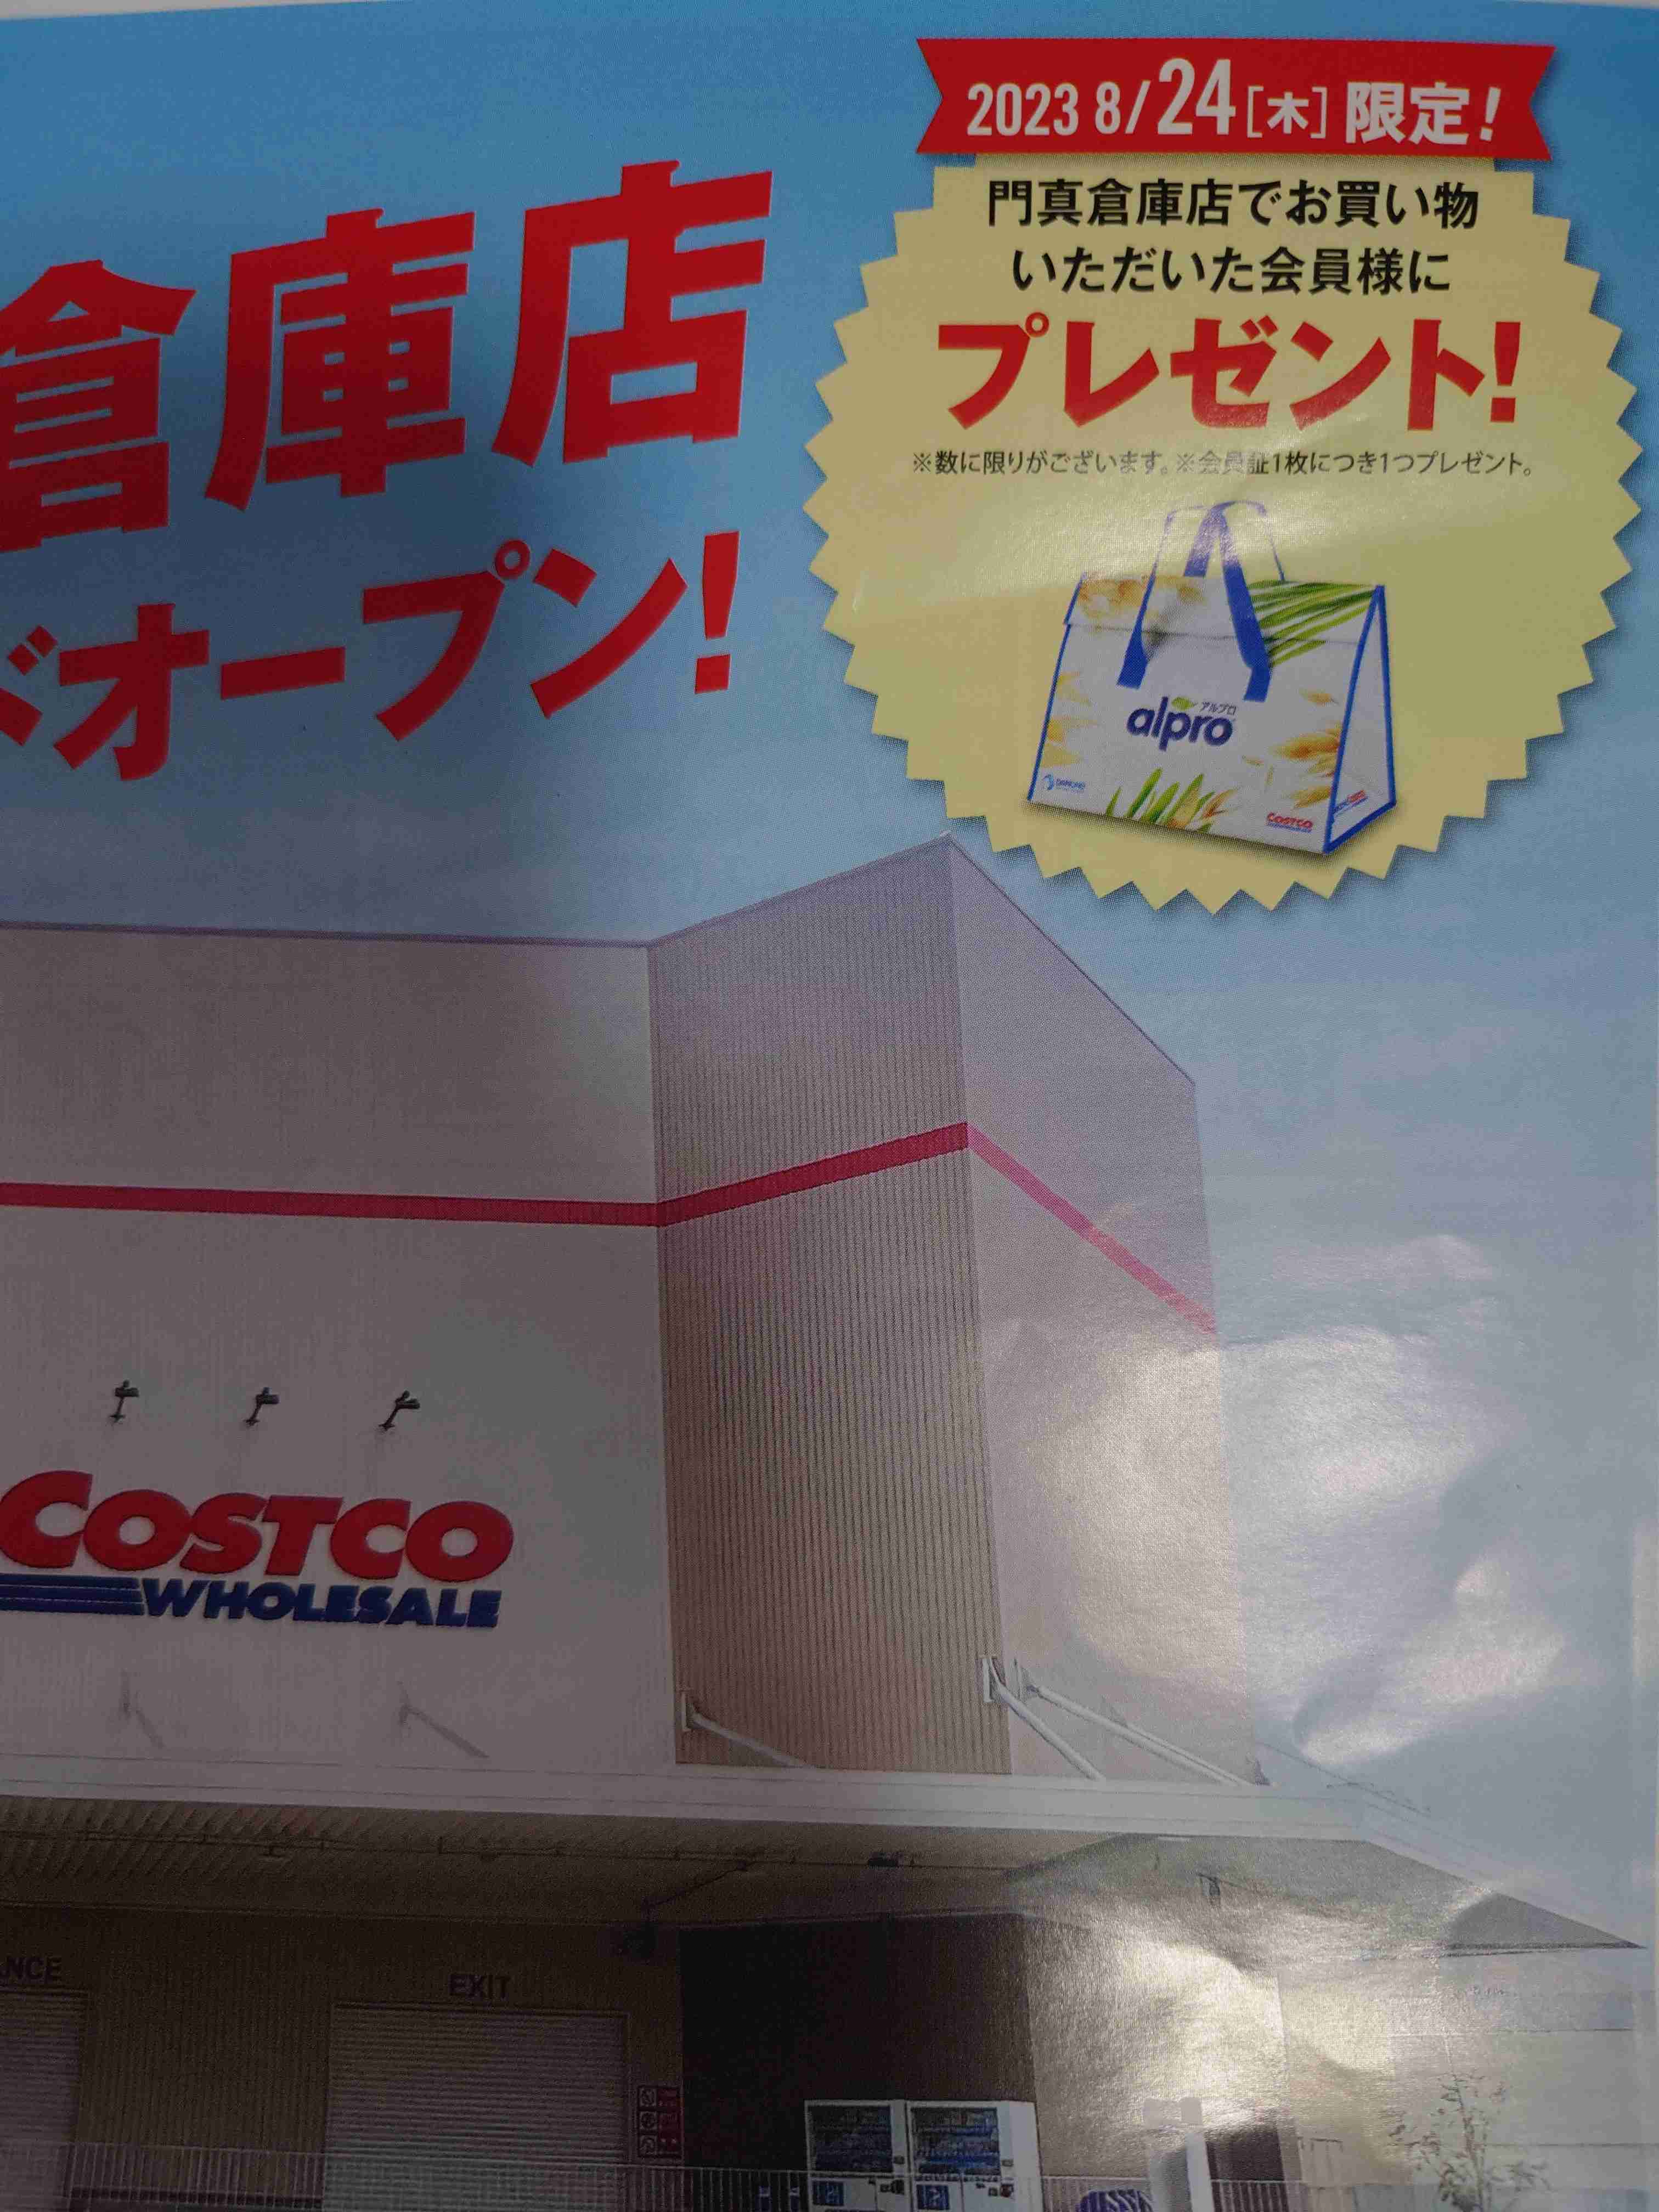 2023 8/24[木]限定!
門真倉庫店でお買い物
いただいた会員様に
プレゼント!
※数に限りがございます。※会員証1枚につき1つプレゼント。
倉庫店
ドオープン!
アルプロ
alpro
DANONE
COSTCO
COSTCO
WHOLESALE
EXIT